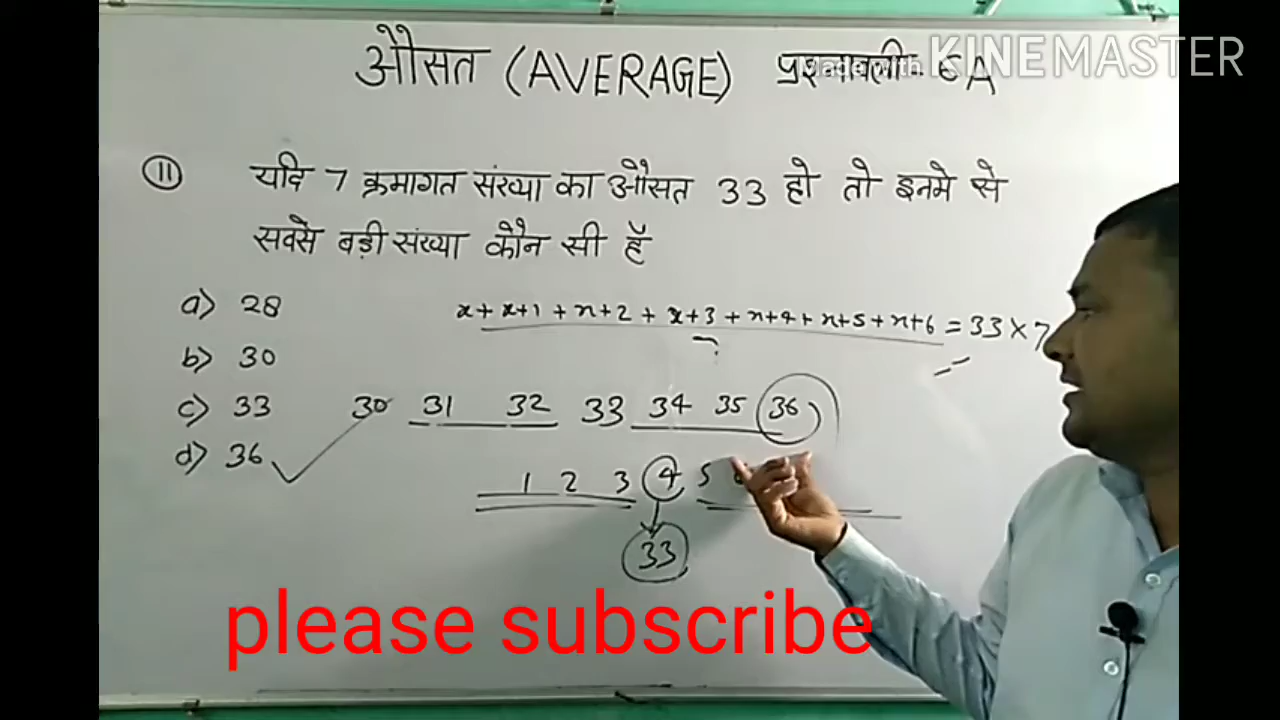 औसत (AVERAGE) प्रश्नावली - 6A
Made with KINEMASTER
11 यदि 7 क्रमागत संख्या का औसत 33 हो तो इनमे से
सबसे बड़ी संख्या कौन सी है
a) 28
x + x+1 + x+2 + x+3 + x+4 + x+5 + x+6 = 33 × 7
b) 30
c) 33
30 31 32 33 34 35 36
d) 36
1 2 3 4 5
33
please subscribe